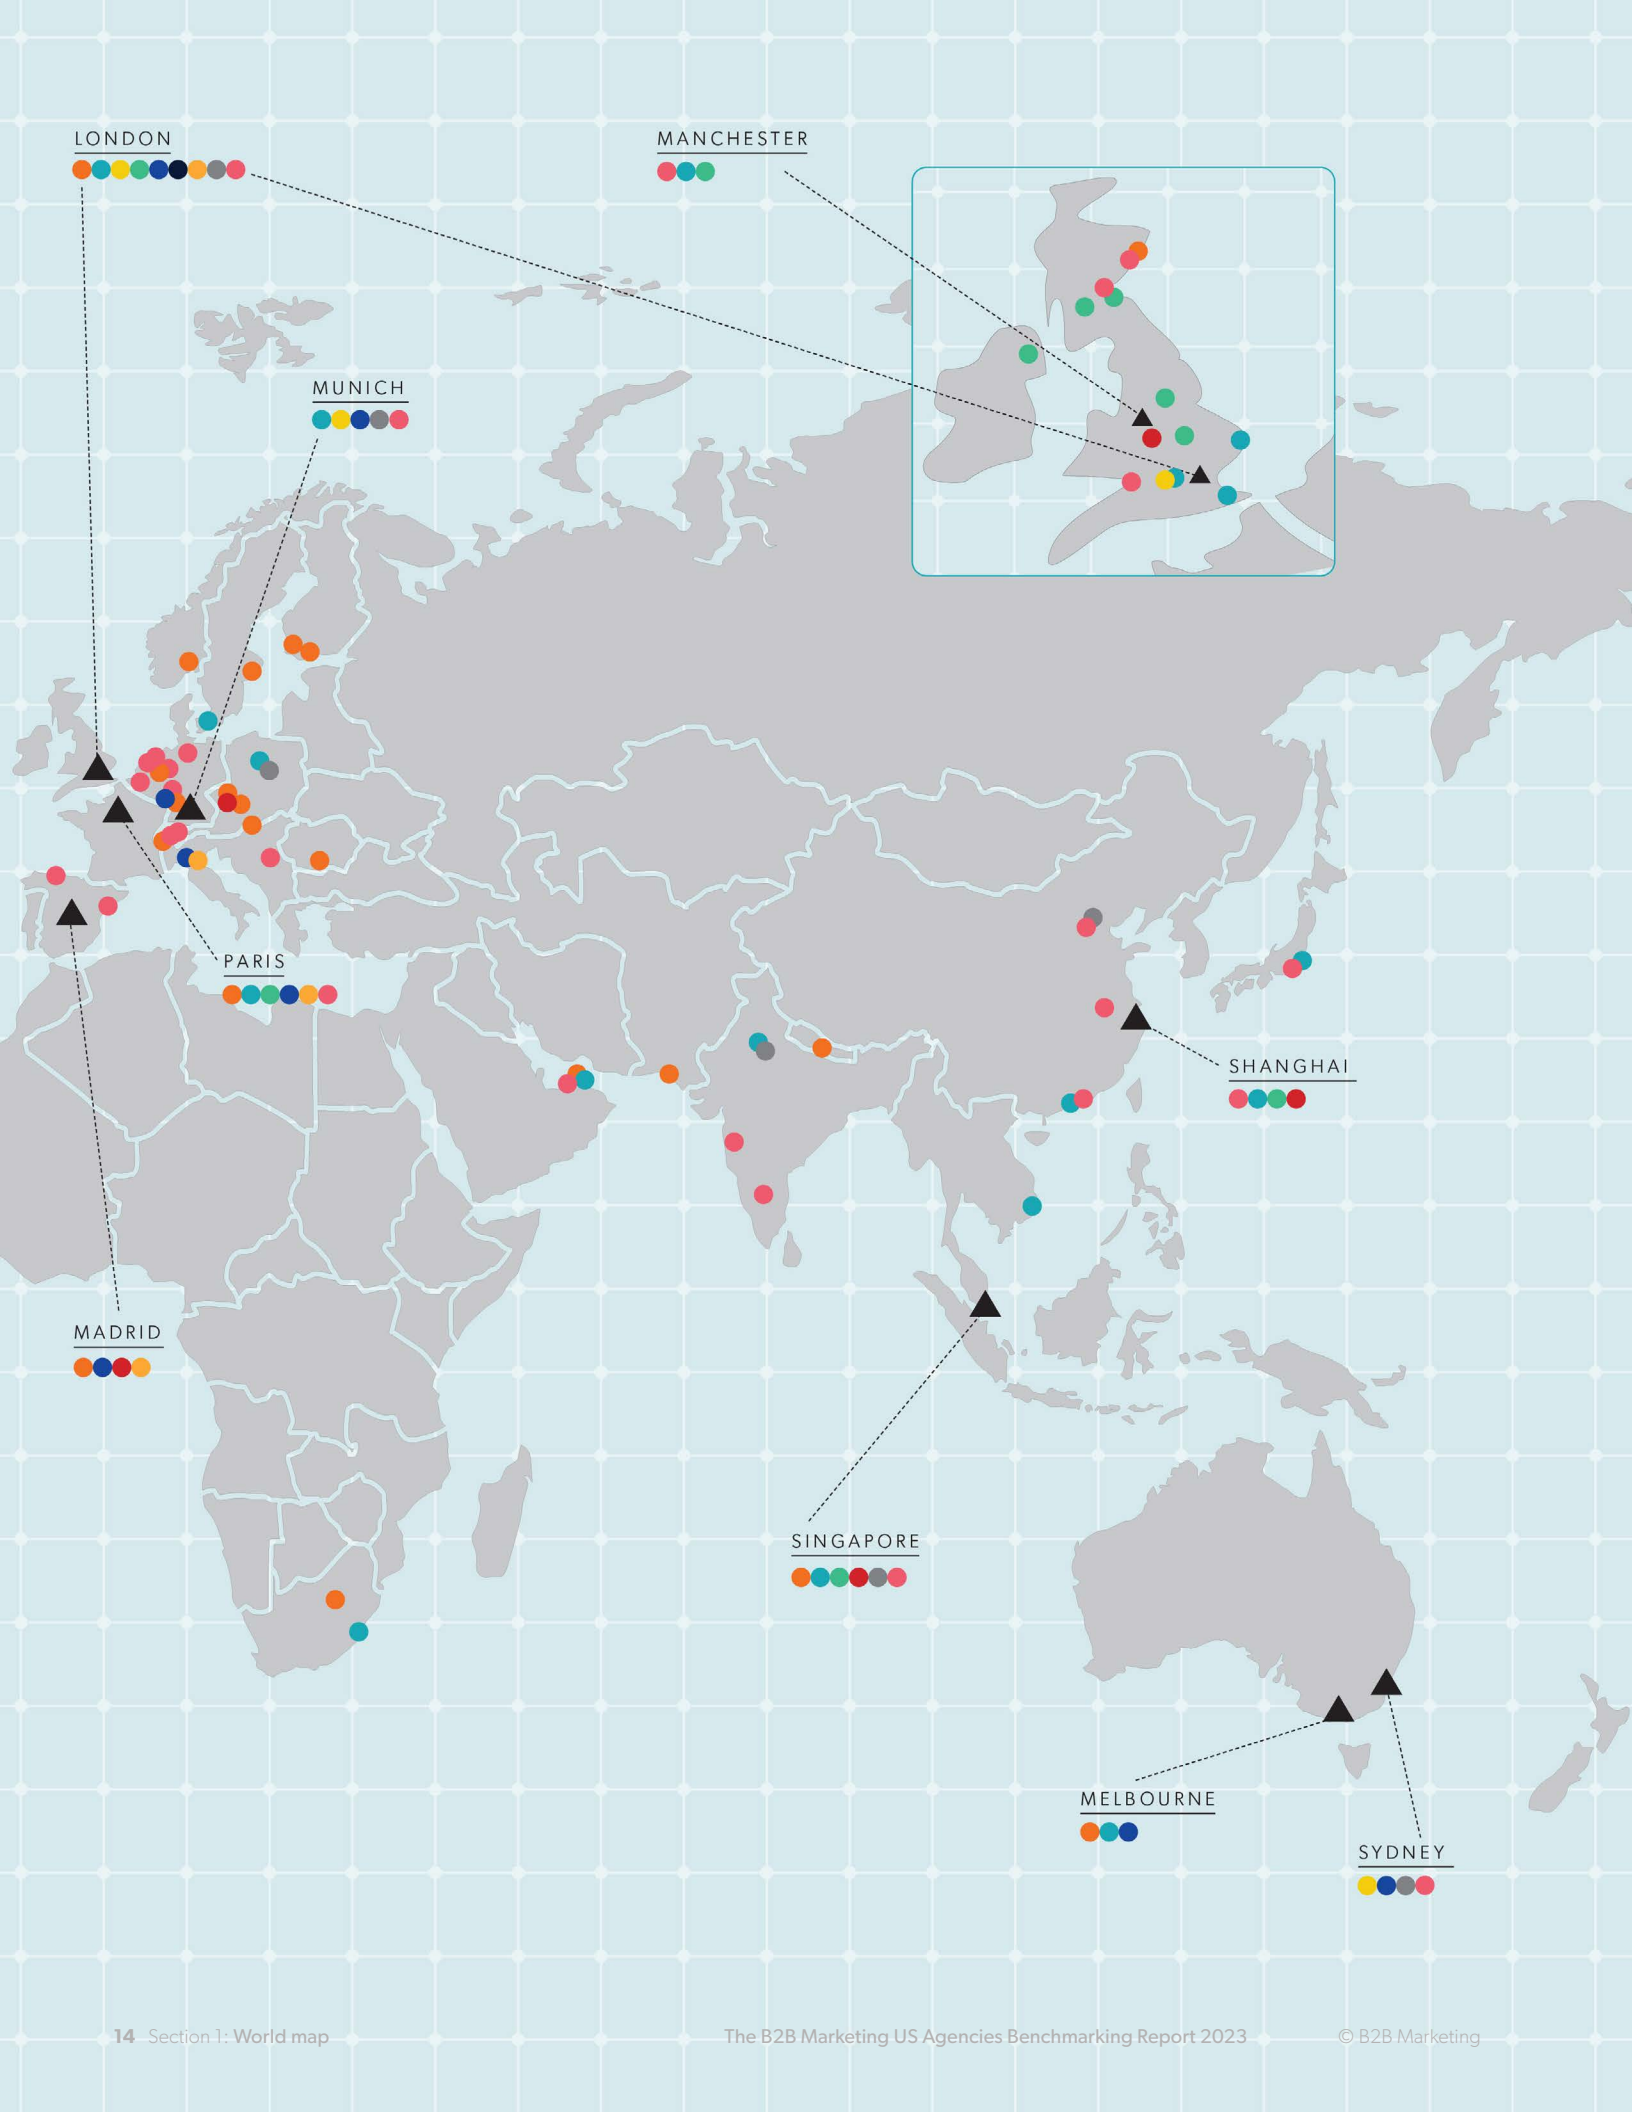 LONDON
MANCHESTER
MUNICH
PARIS
SHANGHAI
MADRID
SINGAPORE
MELBOURNE
SYDNEY
14 Section 1: World map
The B2B Marketing US Agencies Benchmarking Report 2023
© B2B Marketing